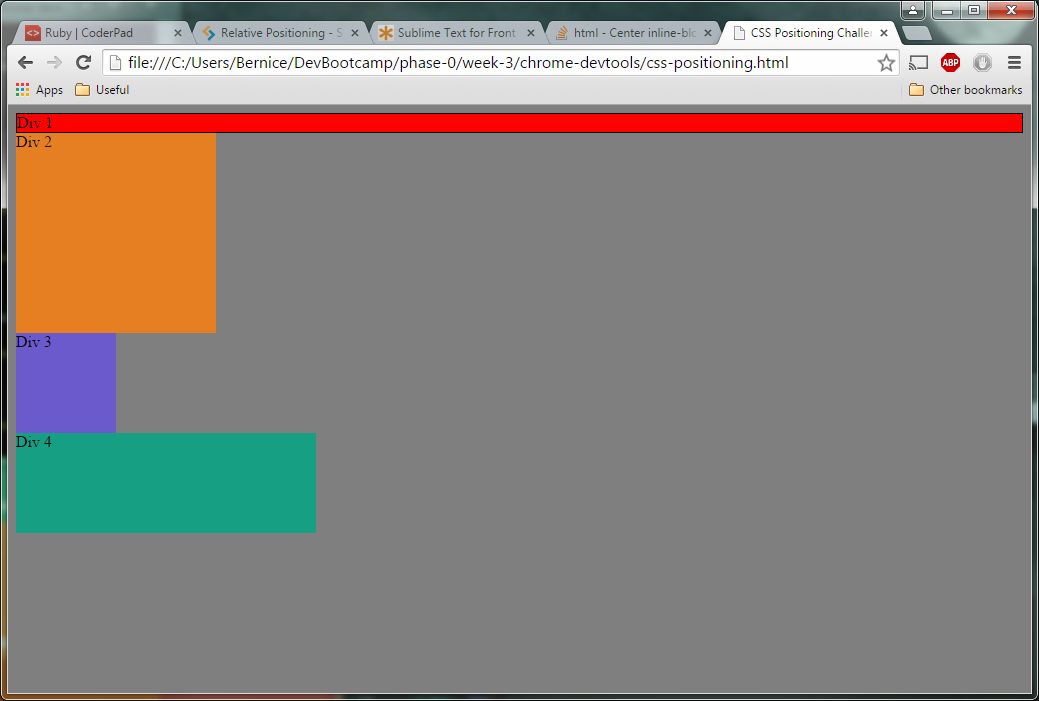 Ruby | CoderPad
Relative Positioning - S
Sublime Text for Front
html - Center inline-blo
CSS Positioning Challe
file:///C:/Users/Bernice/DevBootcamp/phase-0/week-3/chrome-devtools/css-positioning.html
ABP
Apps
Useful
Other bookmarks
Div 1
Div 2
Div 3
Div 4